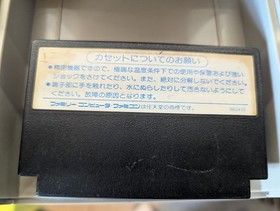 カセットについてのお願い
●精密機器ですので、極端な温度条件下での使用や保管および強い
ショックをさけてください。また、絶対に分解しないでください。
●端子部に手を触れたり、水にぬらしたりして汚さないようにして
ください。故障の原因となります。
ファミリーコンピュータ ファミコンは任天堂の商標です。